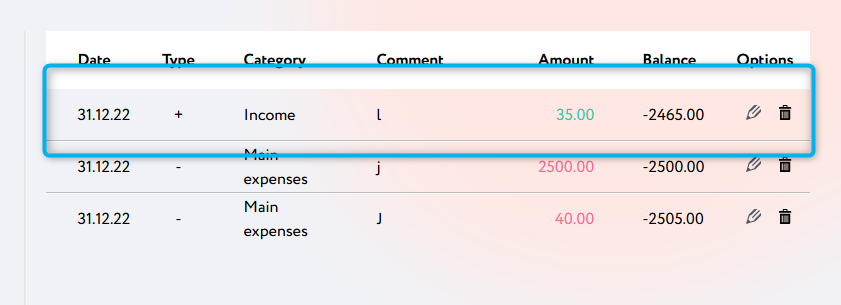 Date Type Category Comment Amount Balance Options
31.12.22 + Income l 35.00 -2465.00
31.12.22 - Main expenses j 2500.00 -2500.00
31.12.22 - Main expenses J 40.00 -2505.00